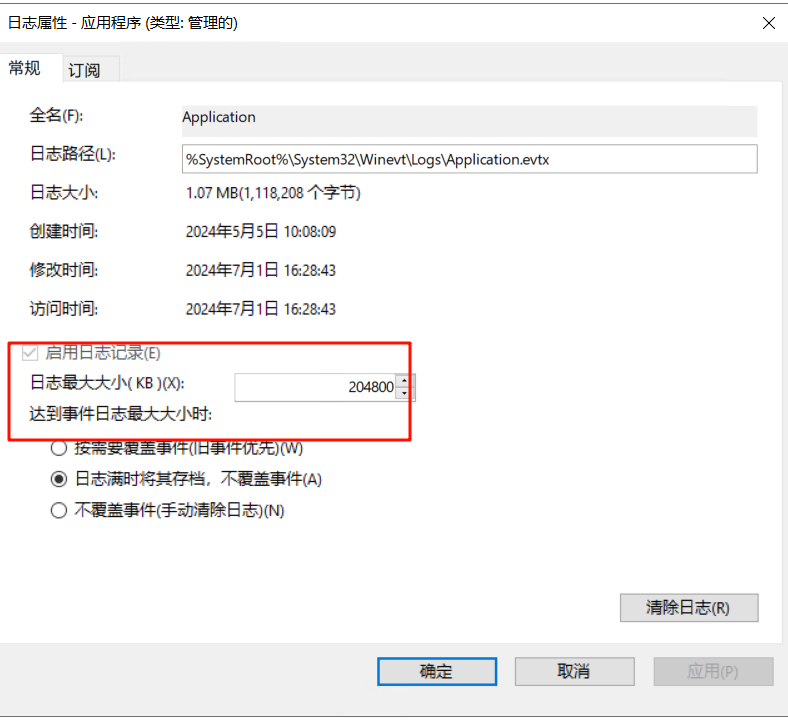 日志属性 - 应用程序 (类型: 管理的)
常规 订阅
全名(F): Application
日志路径(L): %SystemRoot%\System32\Winevt\Logs\Application.evtx
日志大小: 1.07 MB(1,118,208 个字节)
创建时间: 2024年5月5日 10:08:09
修改时间: 2024年7月1日 16:28:43
访问时间: 2024年7月1日 16:28:43
启用日志记录(E)
日志最大大小( KB )(X): 204800
达到事件日志最大大小时:
按需要覆盖事件(旧事件优先)(W)
日志满时将其存档，不覆盖事件(A)
不覆盖事件(手动清除日志)(N)
清除日志(R)
确定 取消 应用(P)